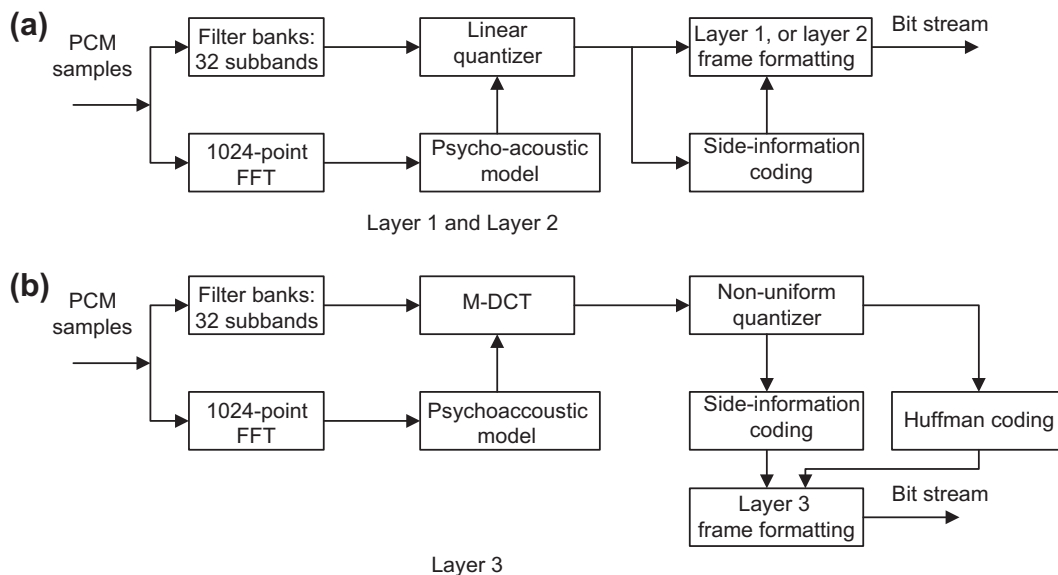 (a)
PCM
samples
Filter banks:
32 subbands
Linear
quantizer
Layer 1, or layer 2
frame formatting
Bit stream
1024-point
FFT
Psycho-acoustic
model
Side-information
coding
Layer 1 and Layer 2
(b)
PCM
samples
Filter banks:
32 subbands
M-DCT
Non-uniform
quantizer
1024-point
FFT
Psychoaccoustic
model
Side-information
coding
Huffman coding
Layer 3
frame formatting
Bit stream
Layer 3